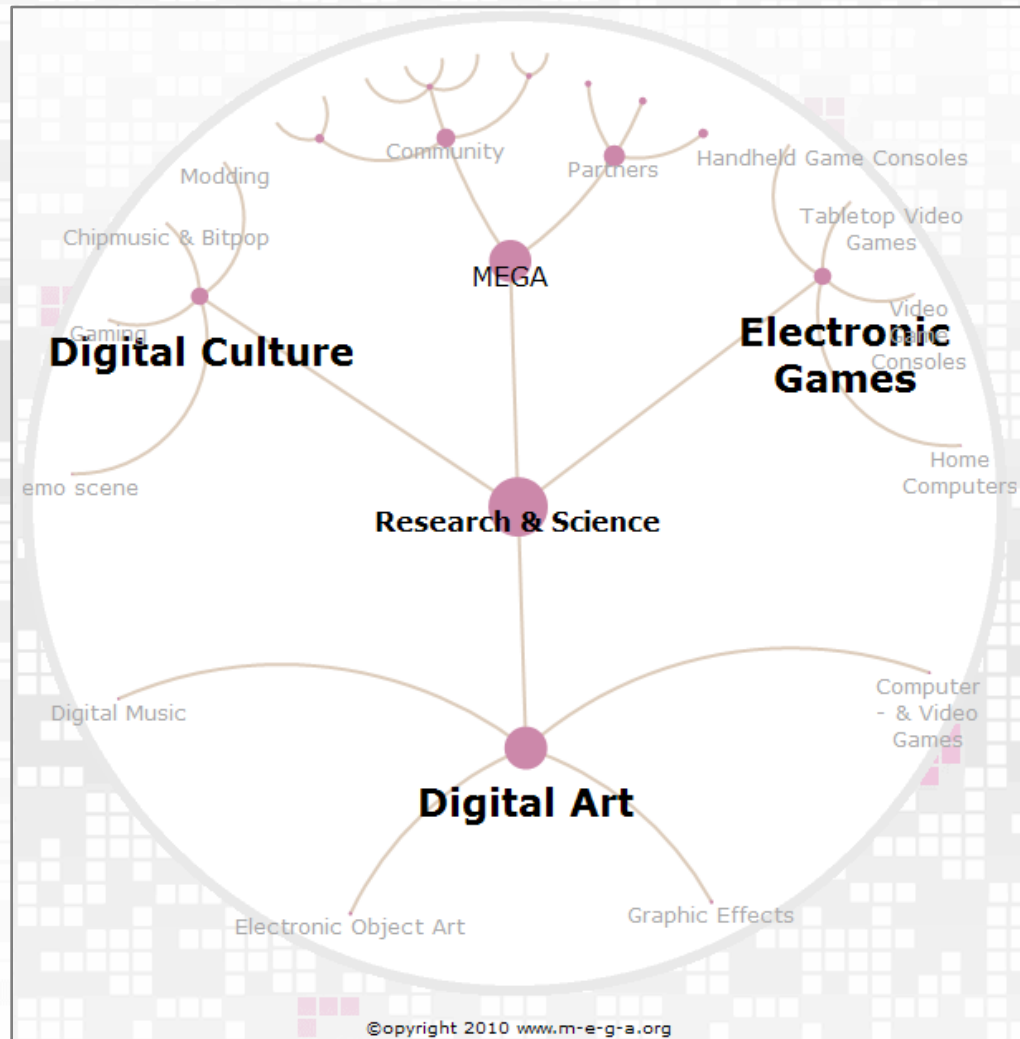 Community
Partners
Handheld Game Consoles
Modding
Tabletop Video
Games
Chipmusic & Bitpop
MEGA
Video
Game
Consoles
Gaming
Digital Culture
Electronic
Games
Home
Computers
emo scene
Research & Science
Digital Music
Computer
- & Video
Games
Digital Art
Electronic Object Art
Graphic Effects
©opyright 2010 www.m-e-g-a.org